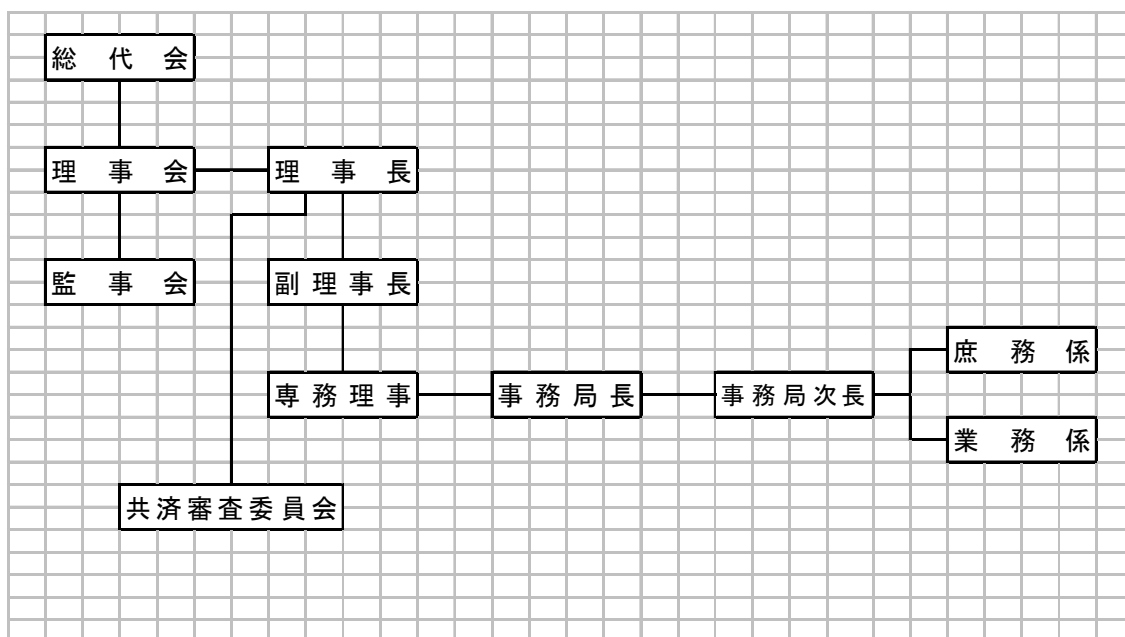 総代会
理事会
理事長
監事会
副理事長
庶務係
専務理事
事務局長
事務局次長
業務係
共済審査委員会